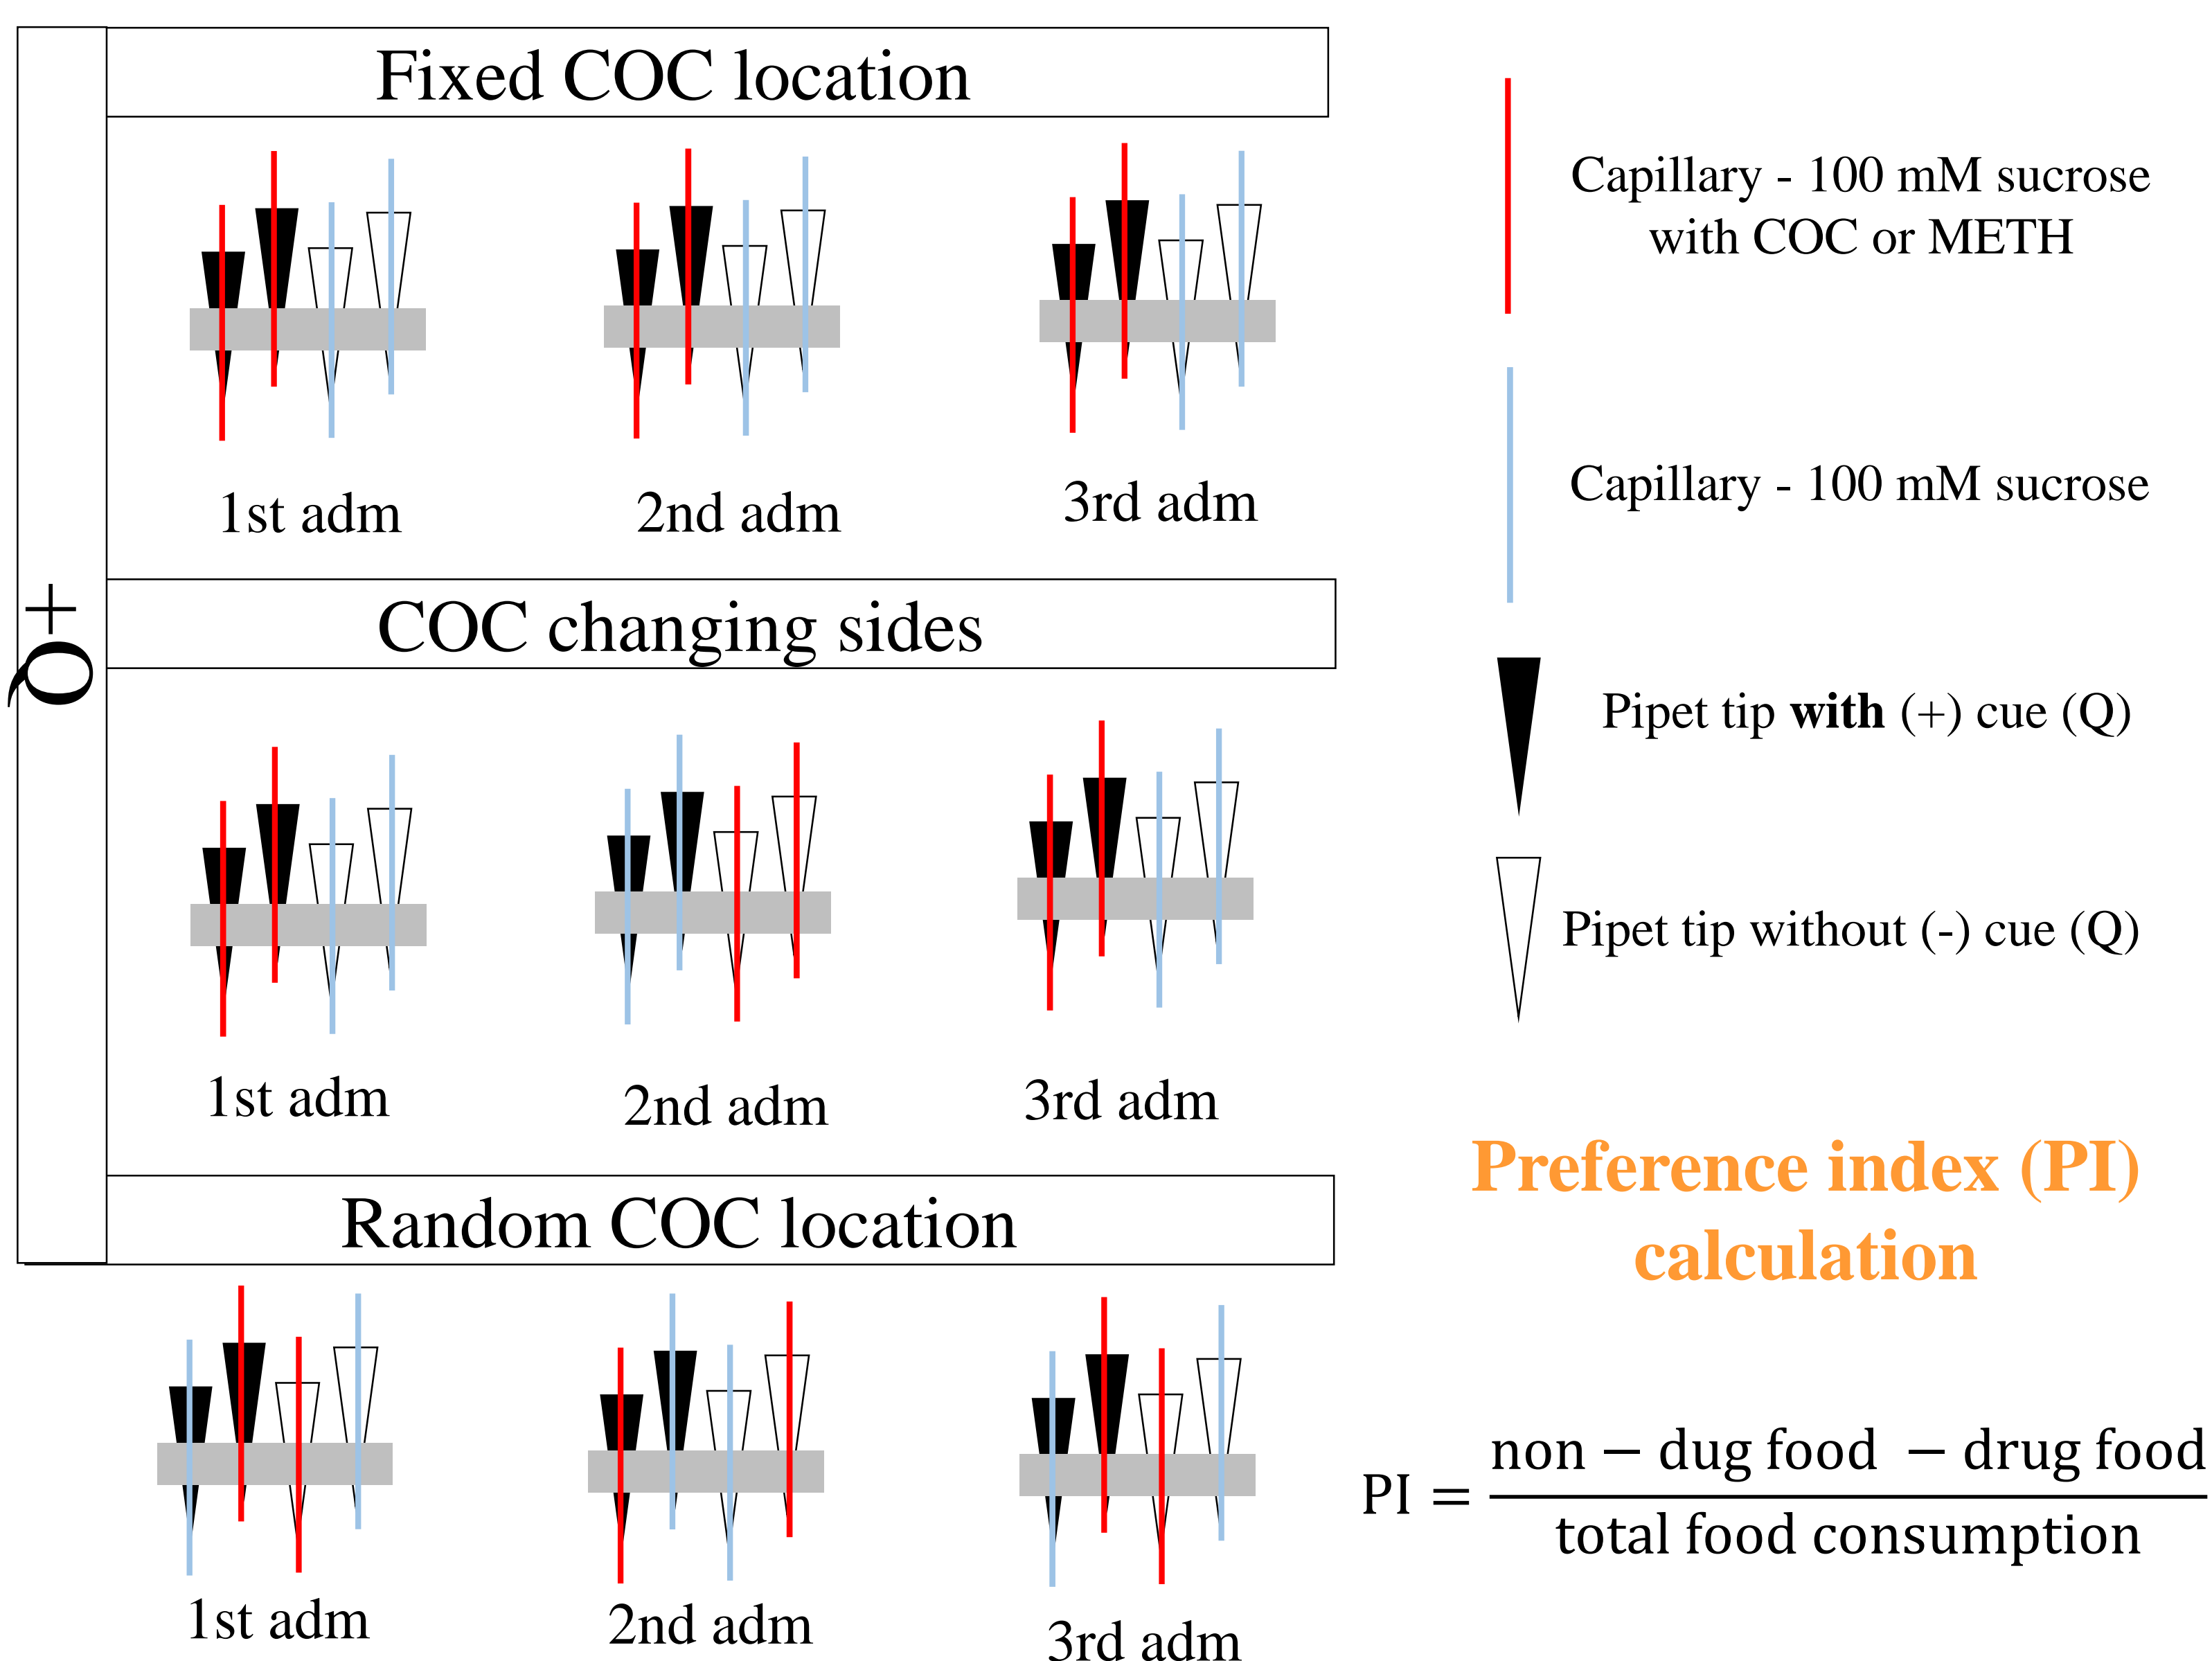 Fixed COC location
1st adm
2nd adm
3rd adm
Q+
COC changing sides
1st adm
2nd adm
3rd adm
Random COC location
1st adm
2nd adm
3rd adm
Capillary - 100 mM sucrose
with COC or METH
Capillary - 100 mM sucrose
Pipet tip with (+) cue (Q)
Pipet tip without (-) cue (Q)
Preference index (PI)
calculation
PI = 
non − dug food − drug food
total food consumption